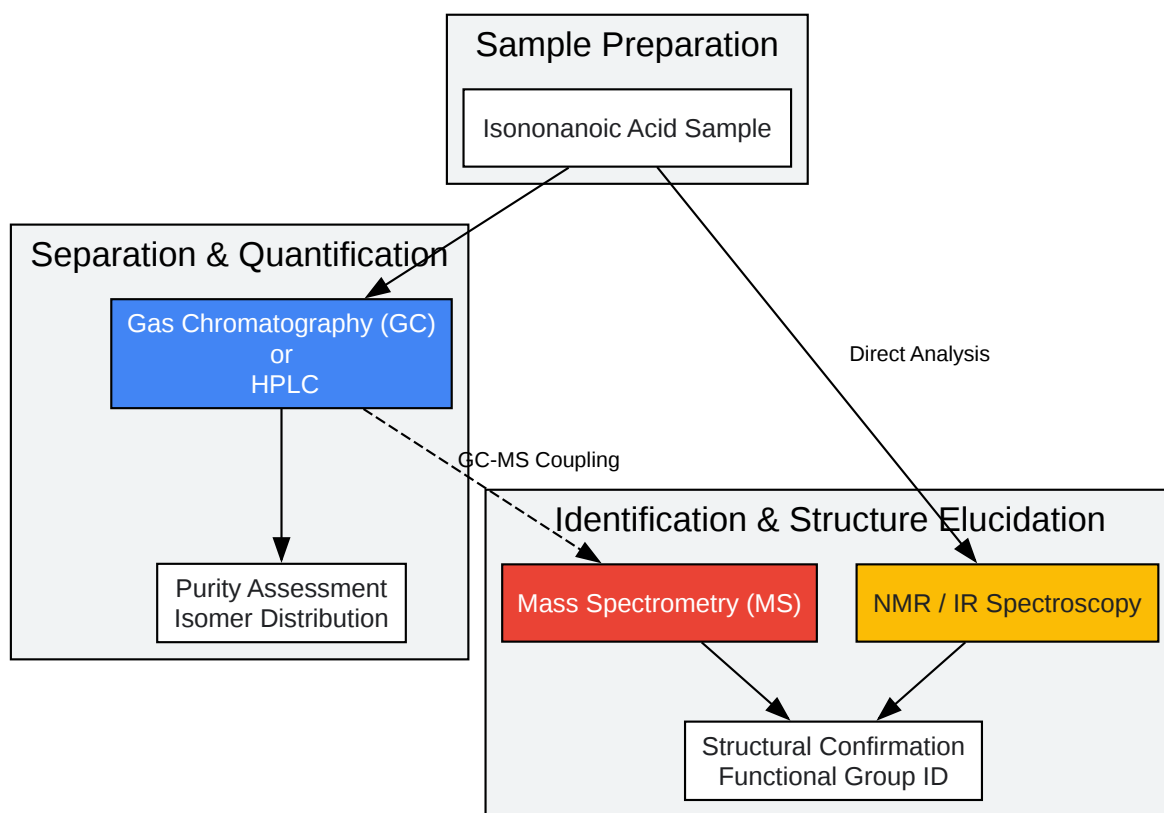 Sample Preparation
Isononanoic Acid Sample
Separation & Quantification
Gas Chromatography (GC)
or
HPLC
Direct Analysis
GC-MS Coupling
Identification & Structure Elucidation
Purity Assessment
Isomer Distribution
Mass Spectrometry (MS)
NMR / IR Spectroscopy
Structural Confirmation
Functional Group ID